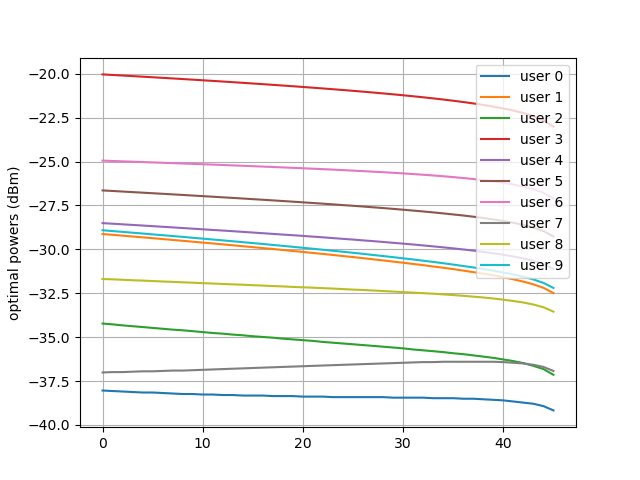 optimal powers (dBm)
−20.0
−22.5
−25.0
−27.5
−30.0
−32.5
−35.0
−37.5
−40.0
0
10
20
30
40
user 0
user 1
user 2
user 3
user 4
user 5
user 6
user 7
user 8
user 9